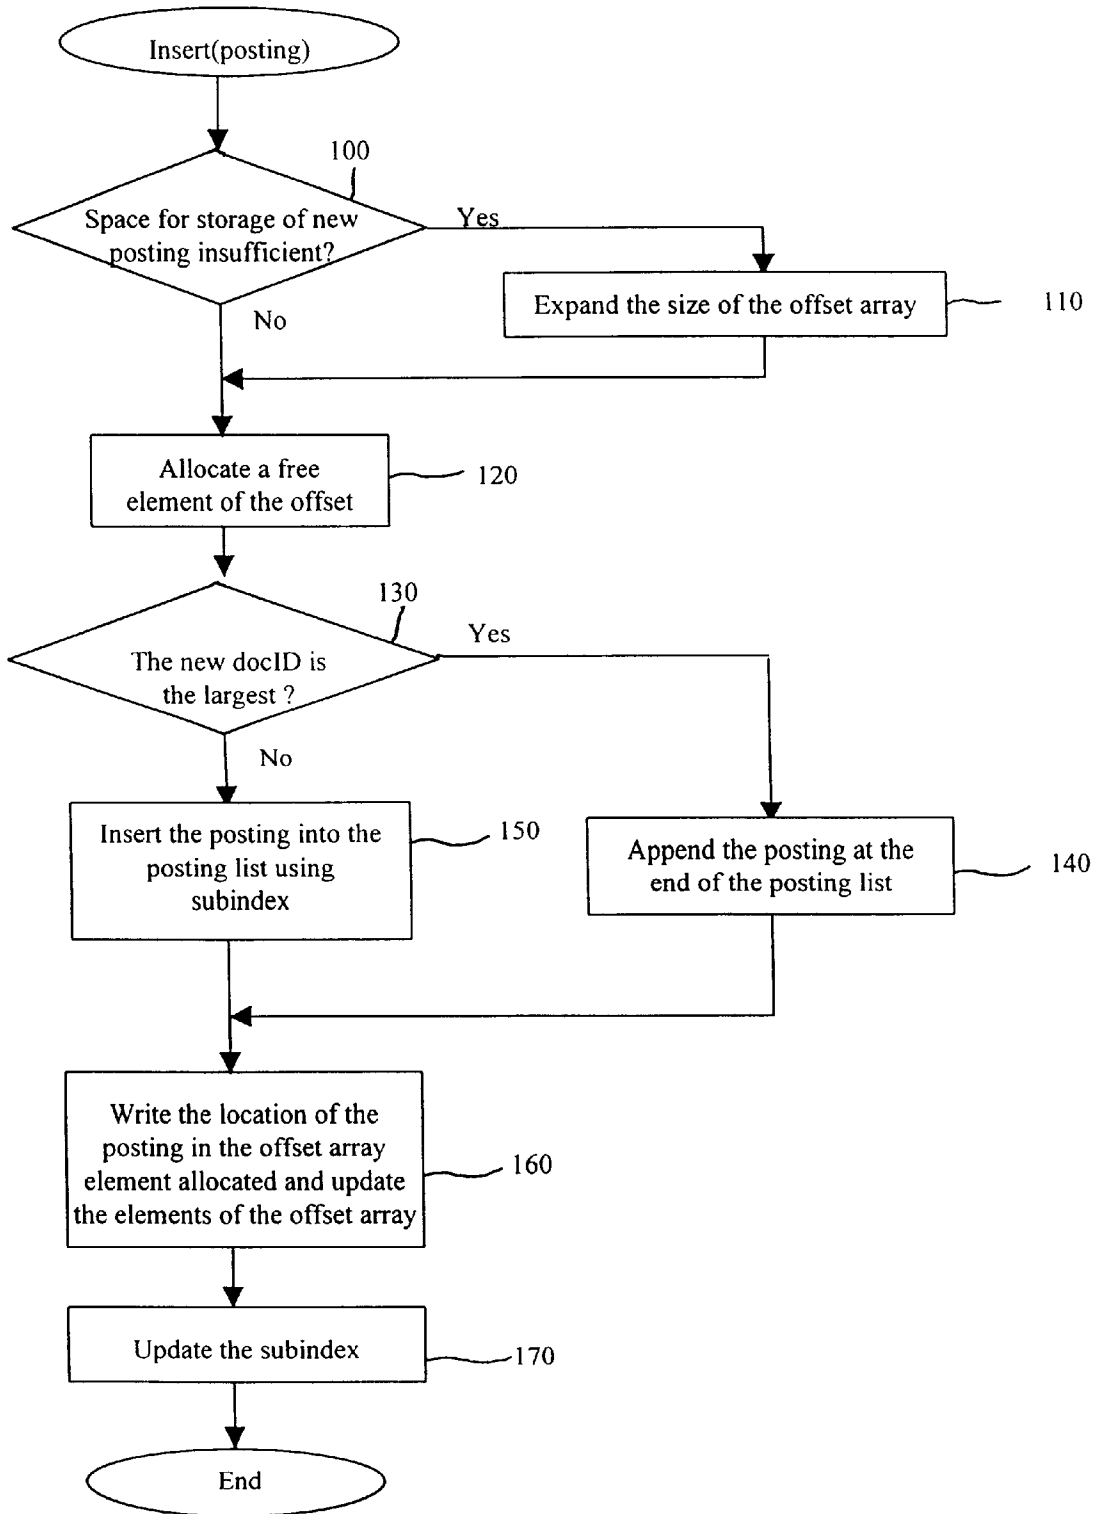 Insert(posting)
100
Space for storage of new
posting insufficient?
Yes
Expand the size of the offset array
110
No
Allocate a free
element of the offset
120
130
The new docID is
the largest ?
Yes
No
Insert the posting into the
posting list using
subindex
150
Append the posting at the
end of the posting list
140
Write the location of the
posting in the offset array
element allocated and update
the elements of the offset array
160
Update the subindex
170
End